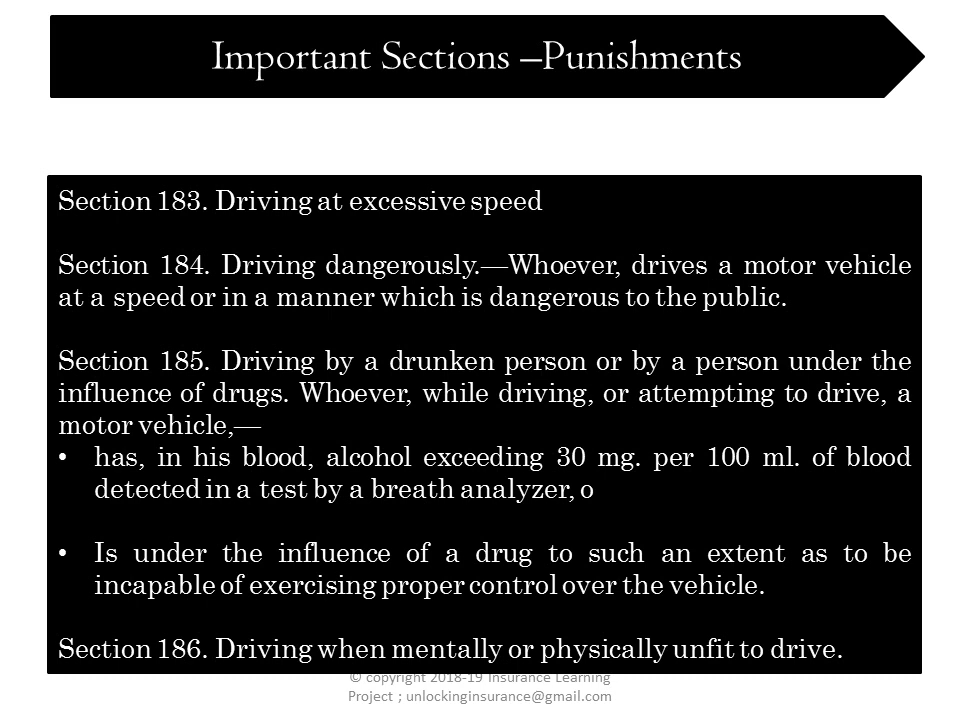 Important Sections –Punishments
Section 183. Driving at excessive speed
Section 184. Driving dangerously.—Whoever, drives a motor vehicle
at a speed or in a manner which is dangerous to the public.
Section 185. Driving by a drunken person or by a person under the
influence of drugs. Whoever, while driving, or attempting to drive, a
motor vehicle,—
• has, in his blood, alcohol exceeding 30 mg. per 100 ml. of blood
detected in a test by a breath analyzer, o
• Is under the influence of a drug to such an extent as to be
incapable of exercising proper control over the vehicle.
Section 186. Driving when mentally or physically unfit to drive.
© copyright 2018-19 Insurance Learning
Project ; unlockinginsurance@gmail.com